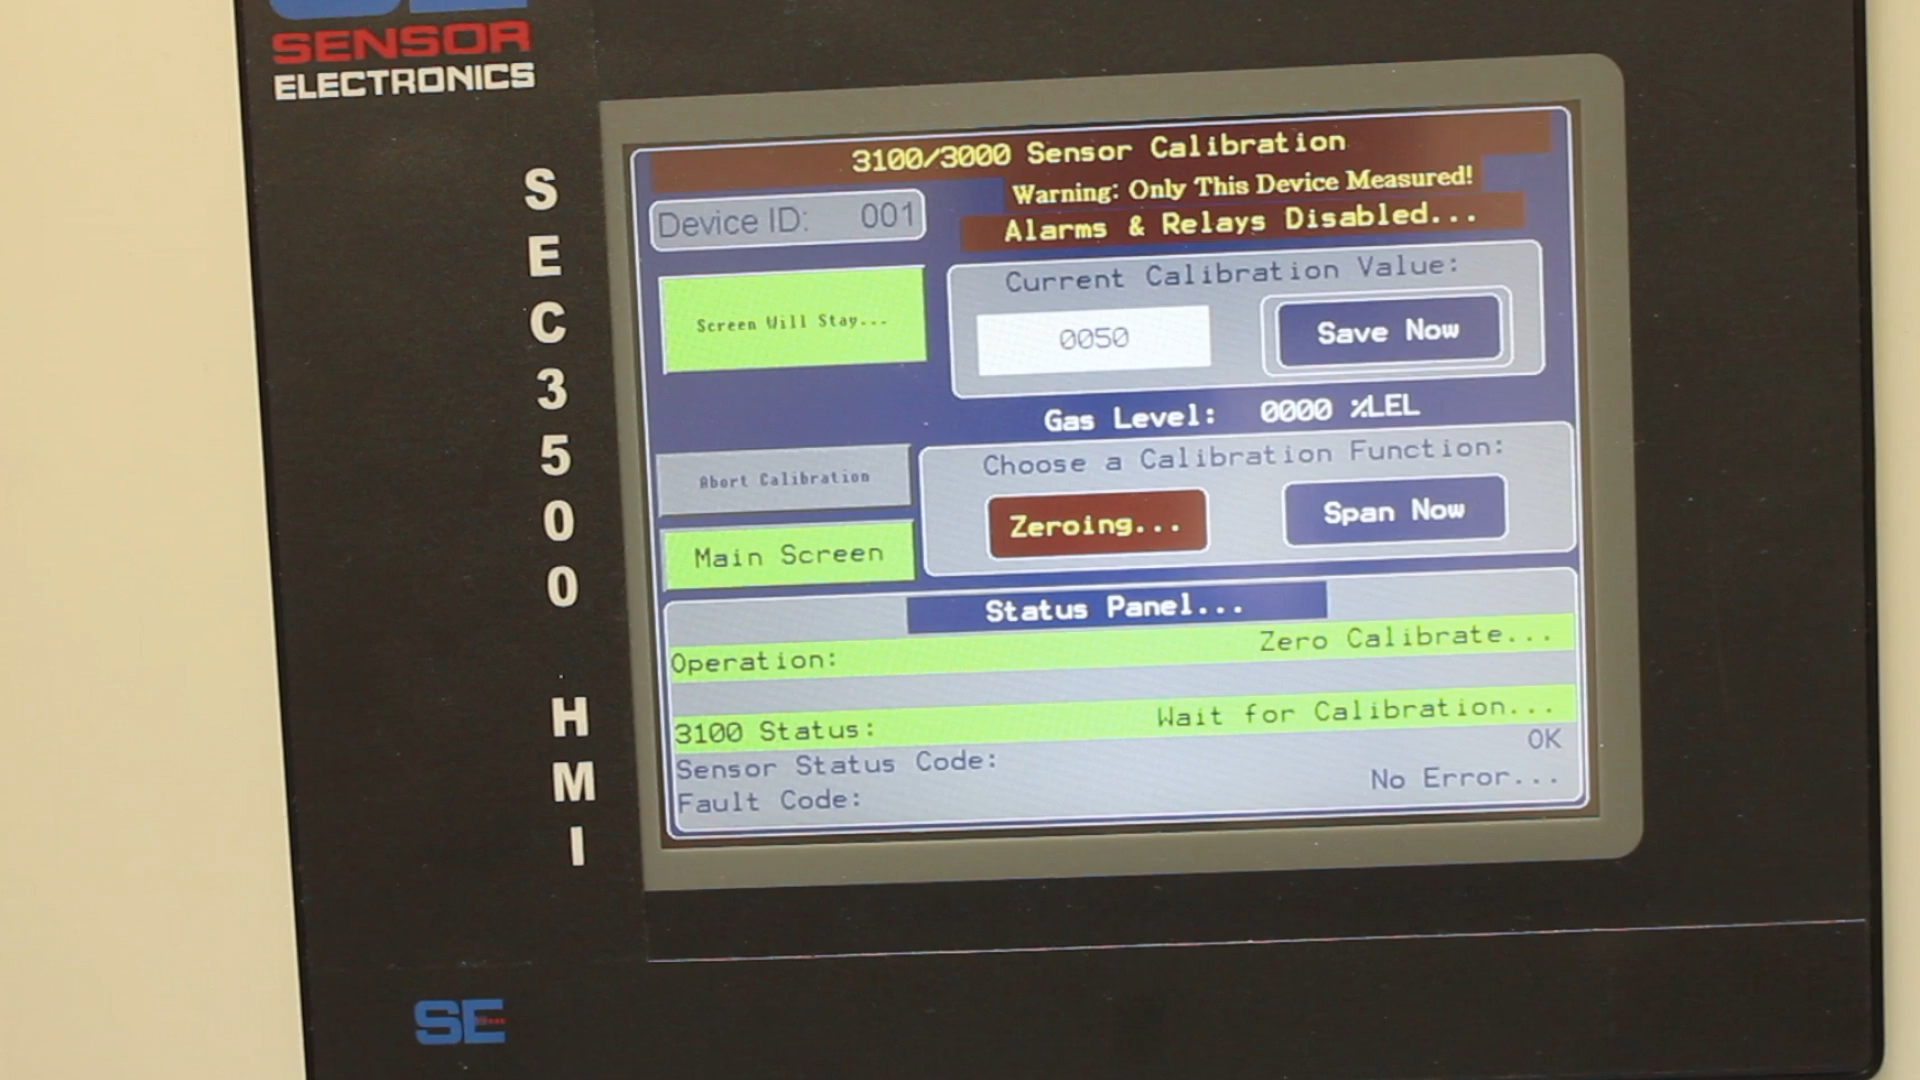 SE
SENSOR
ELECTRONICS
SEC3500 HMI
3100/3000 Sensor Calibration
Warning: Only This Device Measured!
Alarms & Relays Disabled...
Device ID: 001
Screen Will Stay...
Current Calibration Value:
0050
Save Now
Gas Level: 0000 %LEL
Abort Calibration
Main Screen
Choose a Calibration Function:
Zeroing...
Span Now
Status Panel...
Operation: Zero Calibrate...
3100 Status: Wait for Calibration...
Sensor Status Code: OK
Fault Code: No Error...
SE